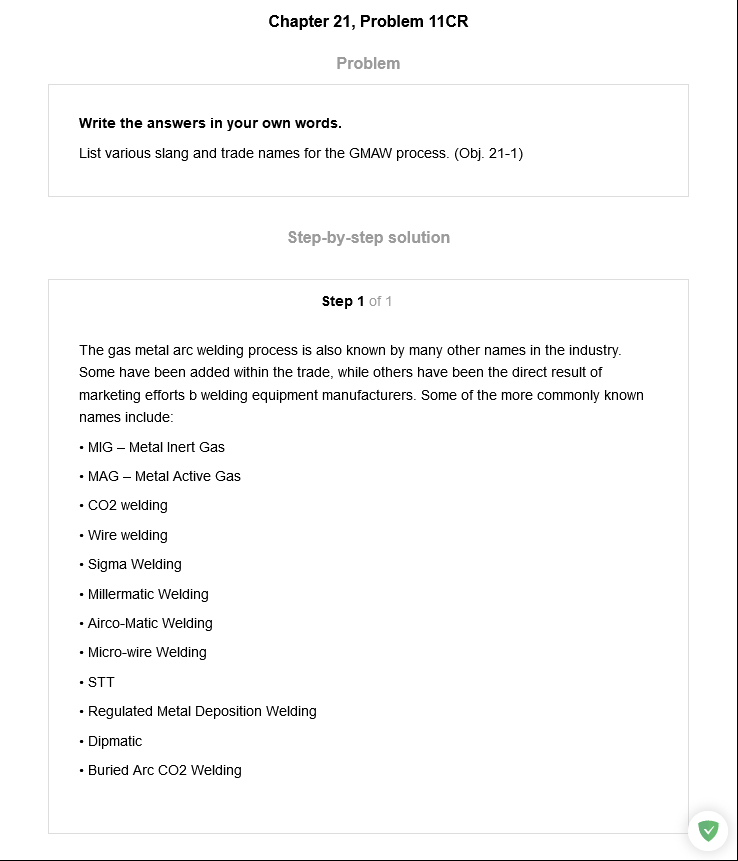 Chapter 21, Problem 11CR
Problem
Write the answers in your own words.
List various slang and trade names for the GMAW process. (Obj. 21-1)
Step-by-step solution
Step 1 of 1
The gas metal arc welding process is also known by many other names in the industry.
Some have been added within the trade, while others have been the direct result of
marketing efforts b welding equipment manufacturers. Some of the more commonly known
names include:
• MIG – Metal Inert Gas
• MAG – Metal Active Gas
• CO2 welding
• Wire welding
• Sigma Welding
• Millermatic Welding
• Airco-Matic Welding
• Micro-wire Welding
• STT
• Regulated Metal Deposition Welding
• Dipmatic
• Buried Arc CO2 Welding